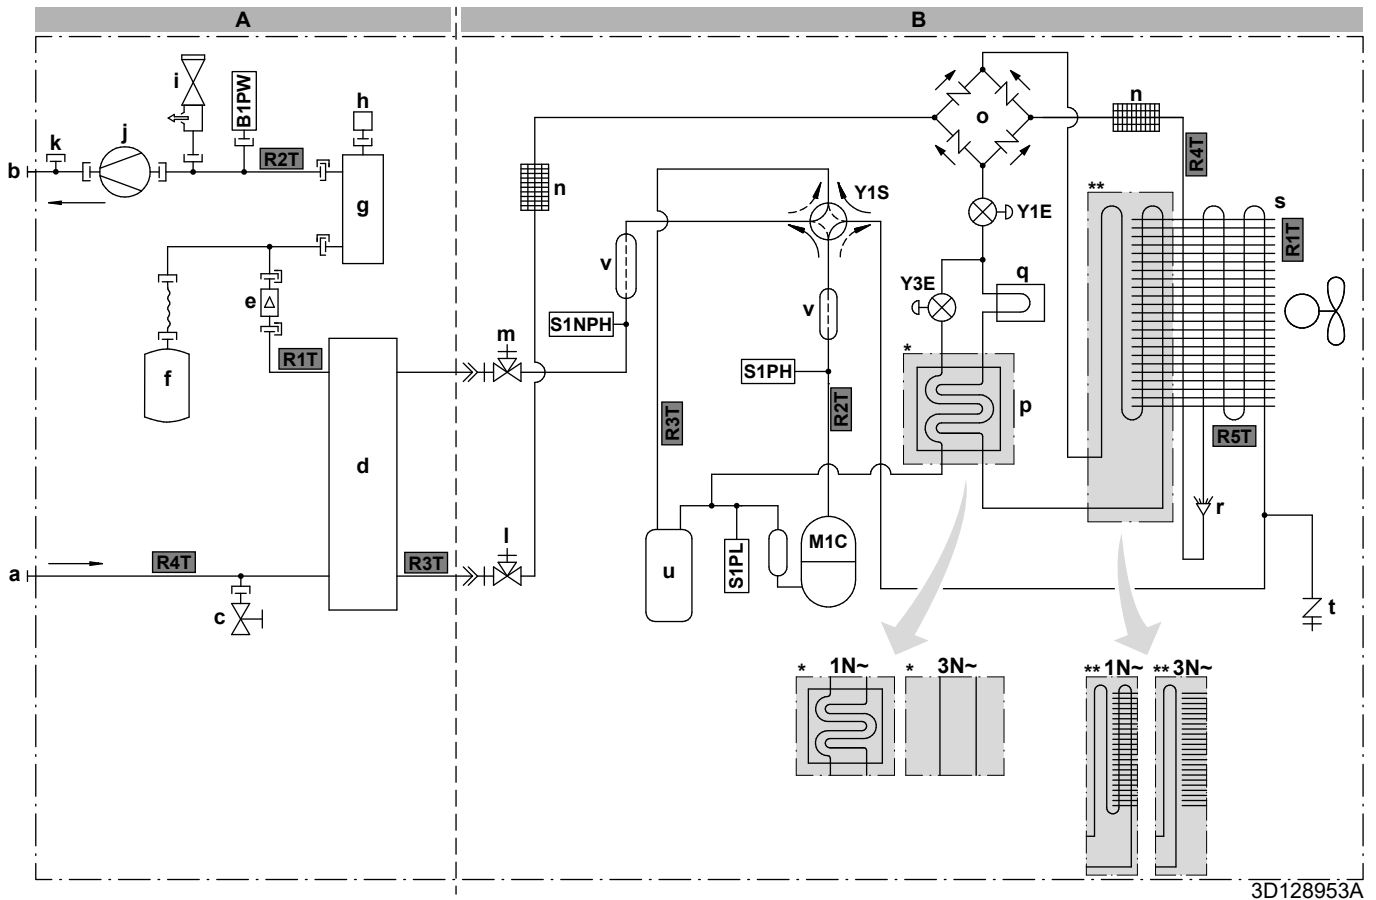 A B
i
B1PW
h
k
j
b
R2T
g
e
f
R1T
d
a
R4T
c
R3T
m
l
n
v
S1NPH
Y1S
v
S1PH
R3T
R2T
u
S1PL
M1C
o
n
R4T
Y1E
Y3E
q
*
p
**
s
R1T
R5T
r
t
* 1N~ * 3N~
** 1N~ ** 3N~
3D128953A